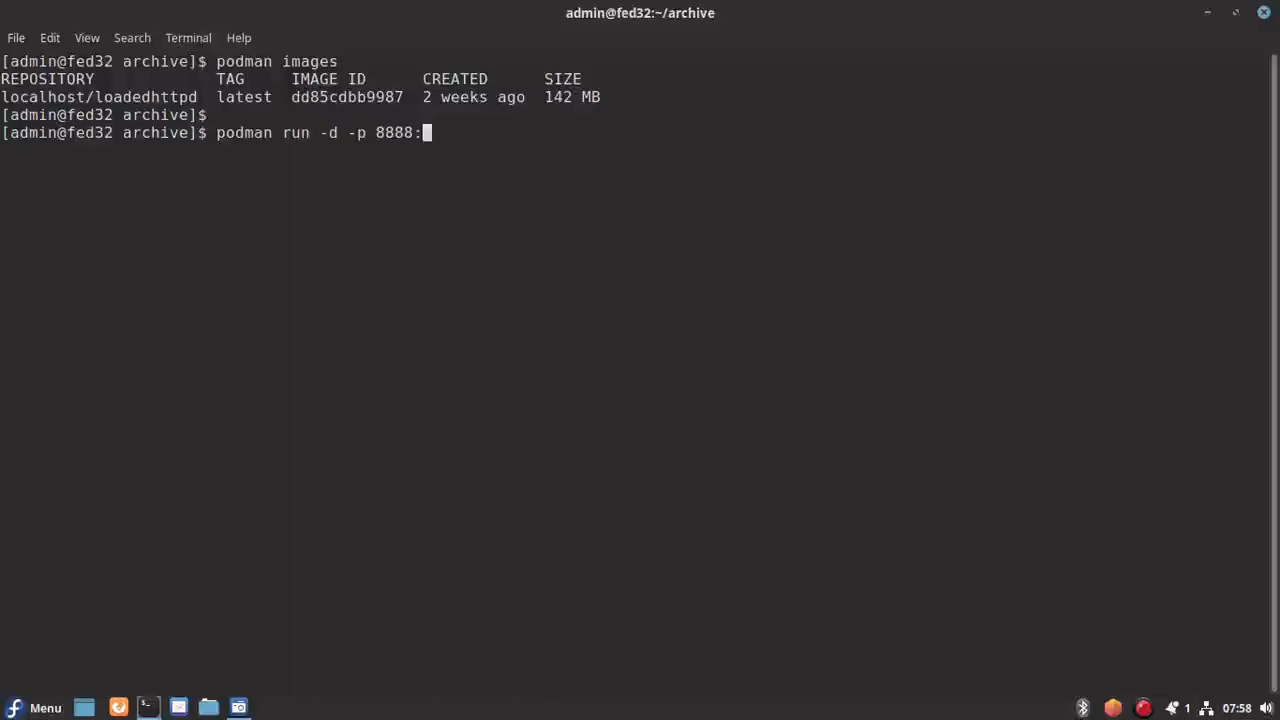 admin@fed32:~/archive
File Edit View Search Terminal Help
[admin@fed32 archive]$ podman images
REPOSITORY TAG IMAGE ID CREATED SIZE
localhost/loadedhttpd latest dd85cdbb9987 2 weeks ago 142 MB
[admin@fed32 archive]$
[admin@fed32 archive]$ podman run -d -p 8888:
Menu 1 07:58